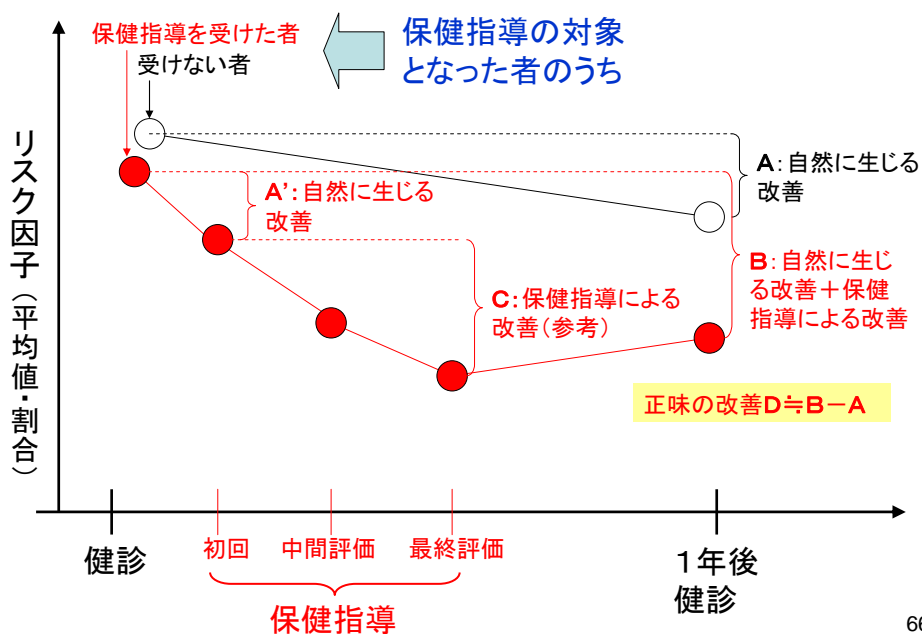 保健指導を受けた者
受けない者
保健指導の対象
となった者のうち
リスク因子(平均値・割合)
A:自然に生じる
改善
A’:自然に生じる
改善
B:自然に生じ
る改善+保健
指導による改善
C:保健指導による
改善(参考)
正味の改善D≒B-A
健診
初回
中間評価
最終評価
1年後
健診
保健指導
66